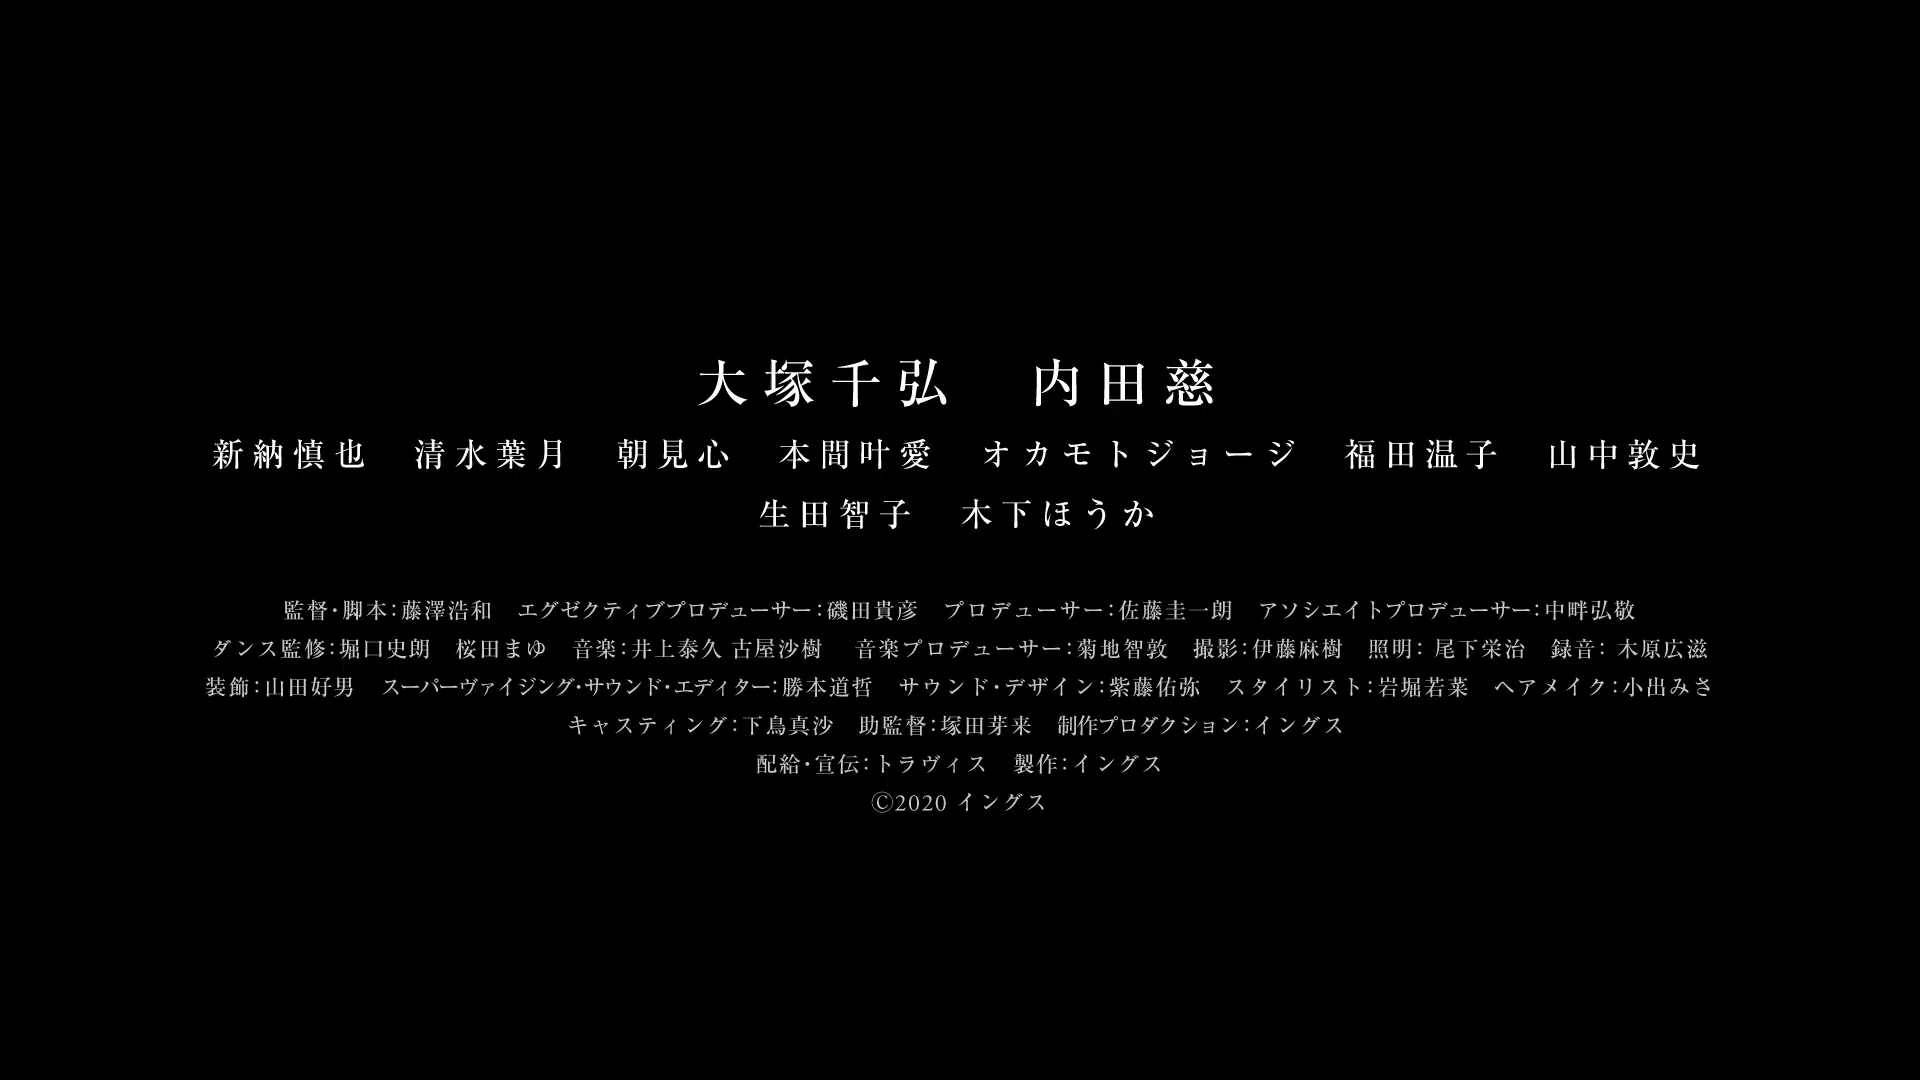 大塚千弘　内田慈
新納慎也　清水葉月　朝見心　本間叶愛　オカモトジョージ　福田温子　山中敦史
生田智子　木下ほうか
監督・脚本：藤澤浩和　エグゼクティブプロデューサー：磯田貴彦　プロデューサー：佐藤圭一朗　アソシエイトプロデューサー：中畔弘敬
ダンス監修：堀口史朗　桜田まゆ　音楽：井上泰久 古屋沙樹　音楽プロデューサー：菊地智敦　撮影：伊藤麻樹　照明： 尾下栄治　録音： 木原広滋
装飾：山田好男　スーパーヴァイジング・サウンド・エディター：勝本道哲　サウンド・デザイン：紫藤佑弥　スタイリスト：岩堀若菜　ヘアメイク：小出みさ
キャスティング：下鳥真沙　助監督：塚田芽来　制作プロダクション：イングス
配給・宣伝：トラヴィス　製作：イングス
Ⓒ2020 イングス